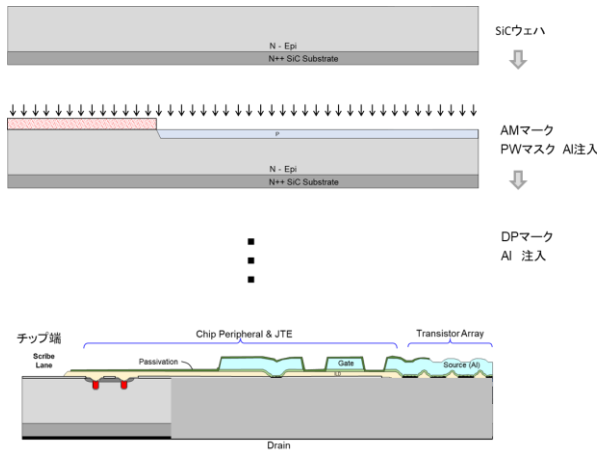 SiCウェハ
N - Epi
N++ SiC Substrate
AMマーク
PWマスク Al注入
P
N - Epi
N++ SiC Substrate
DPマーク
Al 注入
チップ端
Chip Peripheral & JTE
Transistor Array
Scribe
Lane
Passivation
Gate
Source (Al)
ILD
Drain